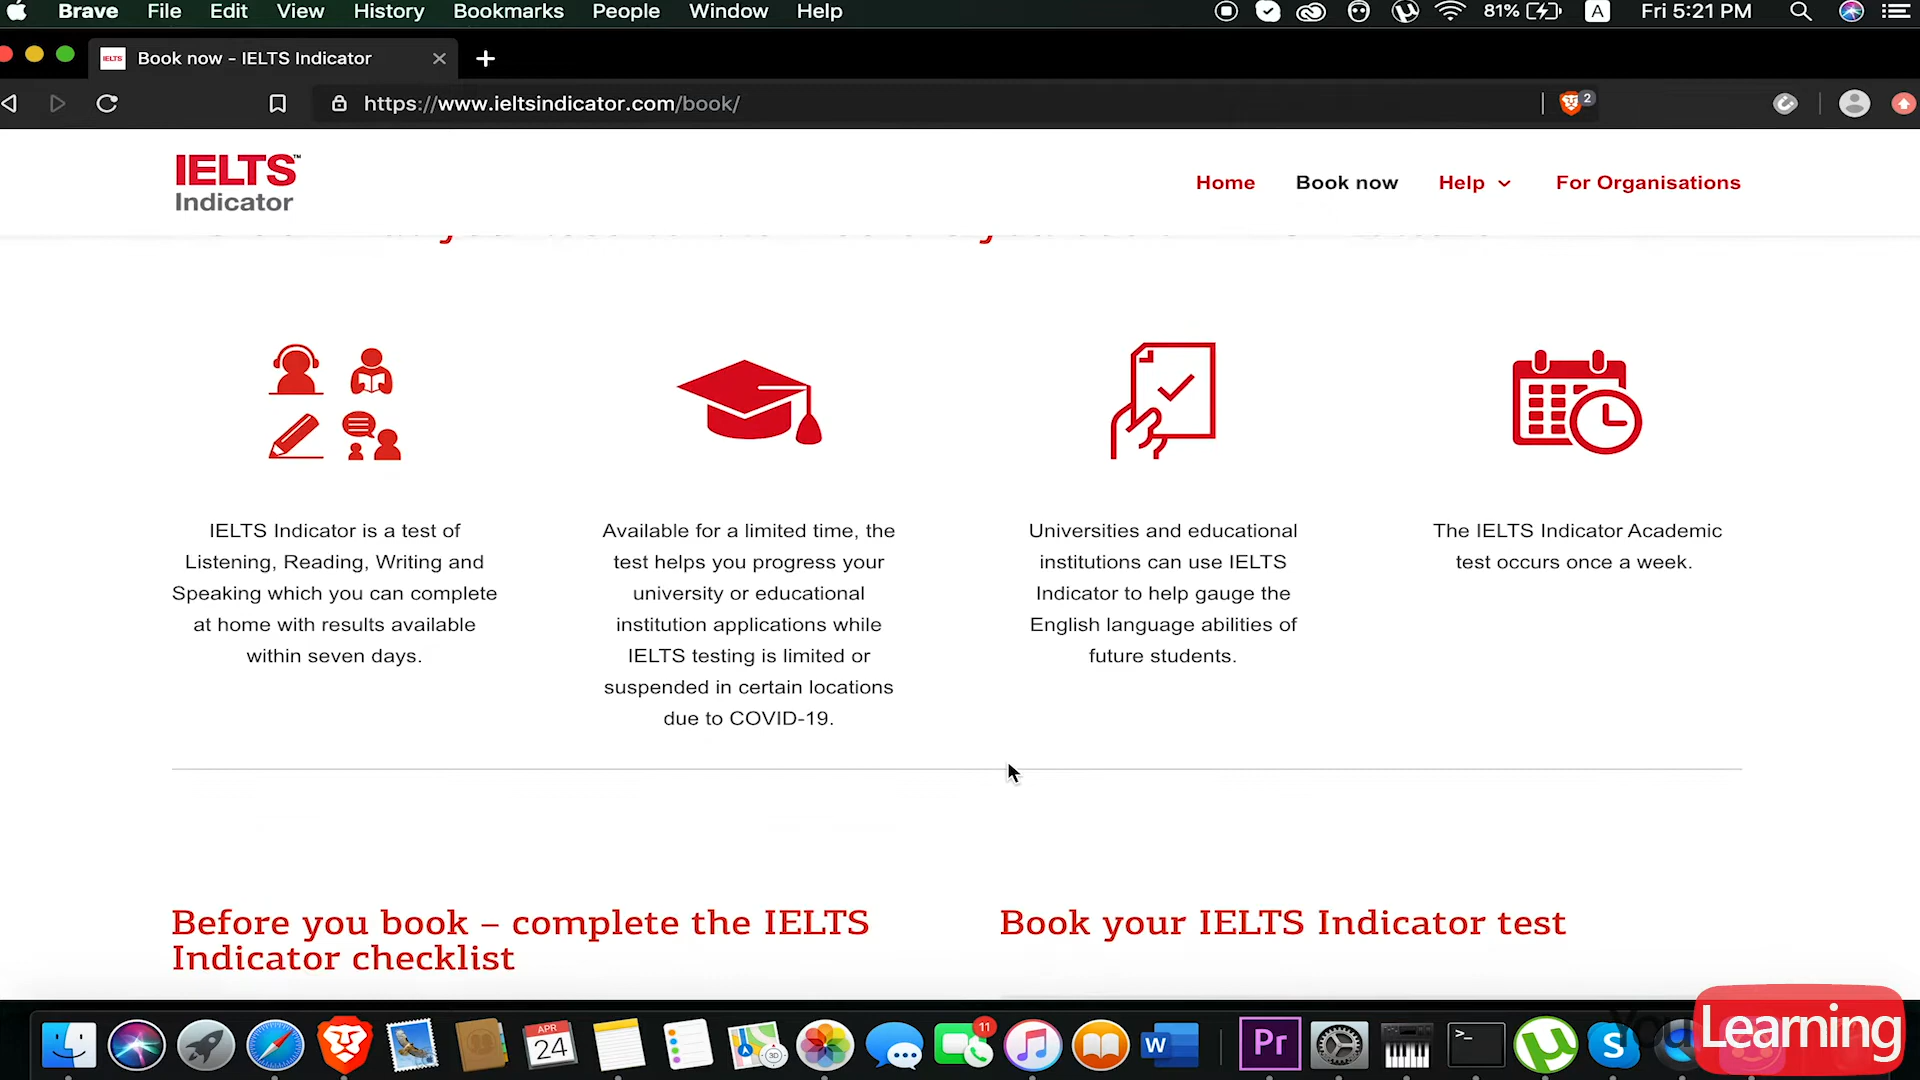 Brave File Edit View History Bookmarks People Window Help 81% A Fri 5:21 PM
IELTS Book now – IELTS Indicator
https://www.ieltsindicator.com/book/ 2
IELTS™
Indicator
Home Book now Help For Organisations
IELTS Indicator is a test of
Listening, Reading, Writing and
Speaking which you can complete
at home with results available
within seven days.
Available for a limited time, the
test helps you progress your
university or educational
institution applications while
IELTS testing is limited or
suspended in certain locations
due to COVID-19.
Universities and educational
institutions can use IELTS
Indicator to help gauge the
English language abilities of
future students.
The IELTS Indicator Academic
test occurs once a week.
Before you book – complete the IELTS
Indicator checklist
Book your IELTS Indicator test
APR
24
3D
11
W
Pr
>_
µ
S
You Learning